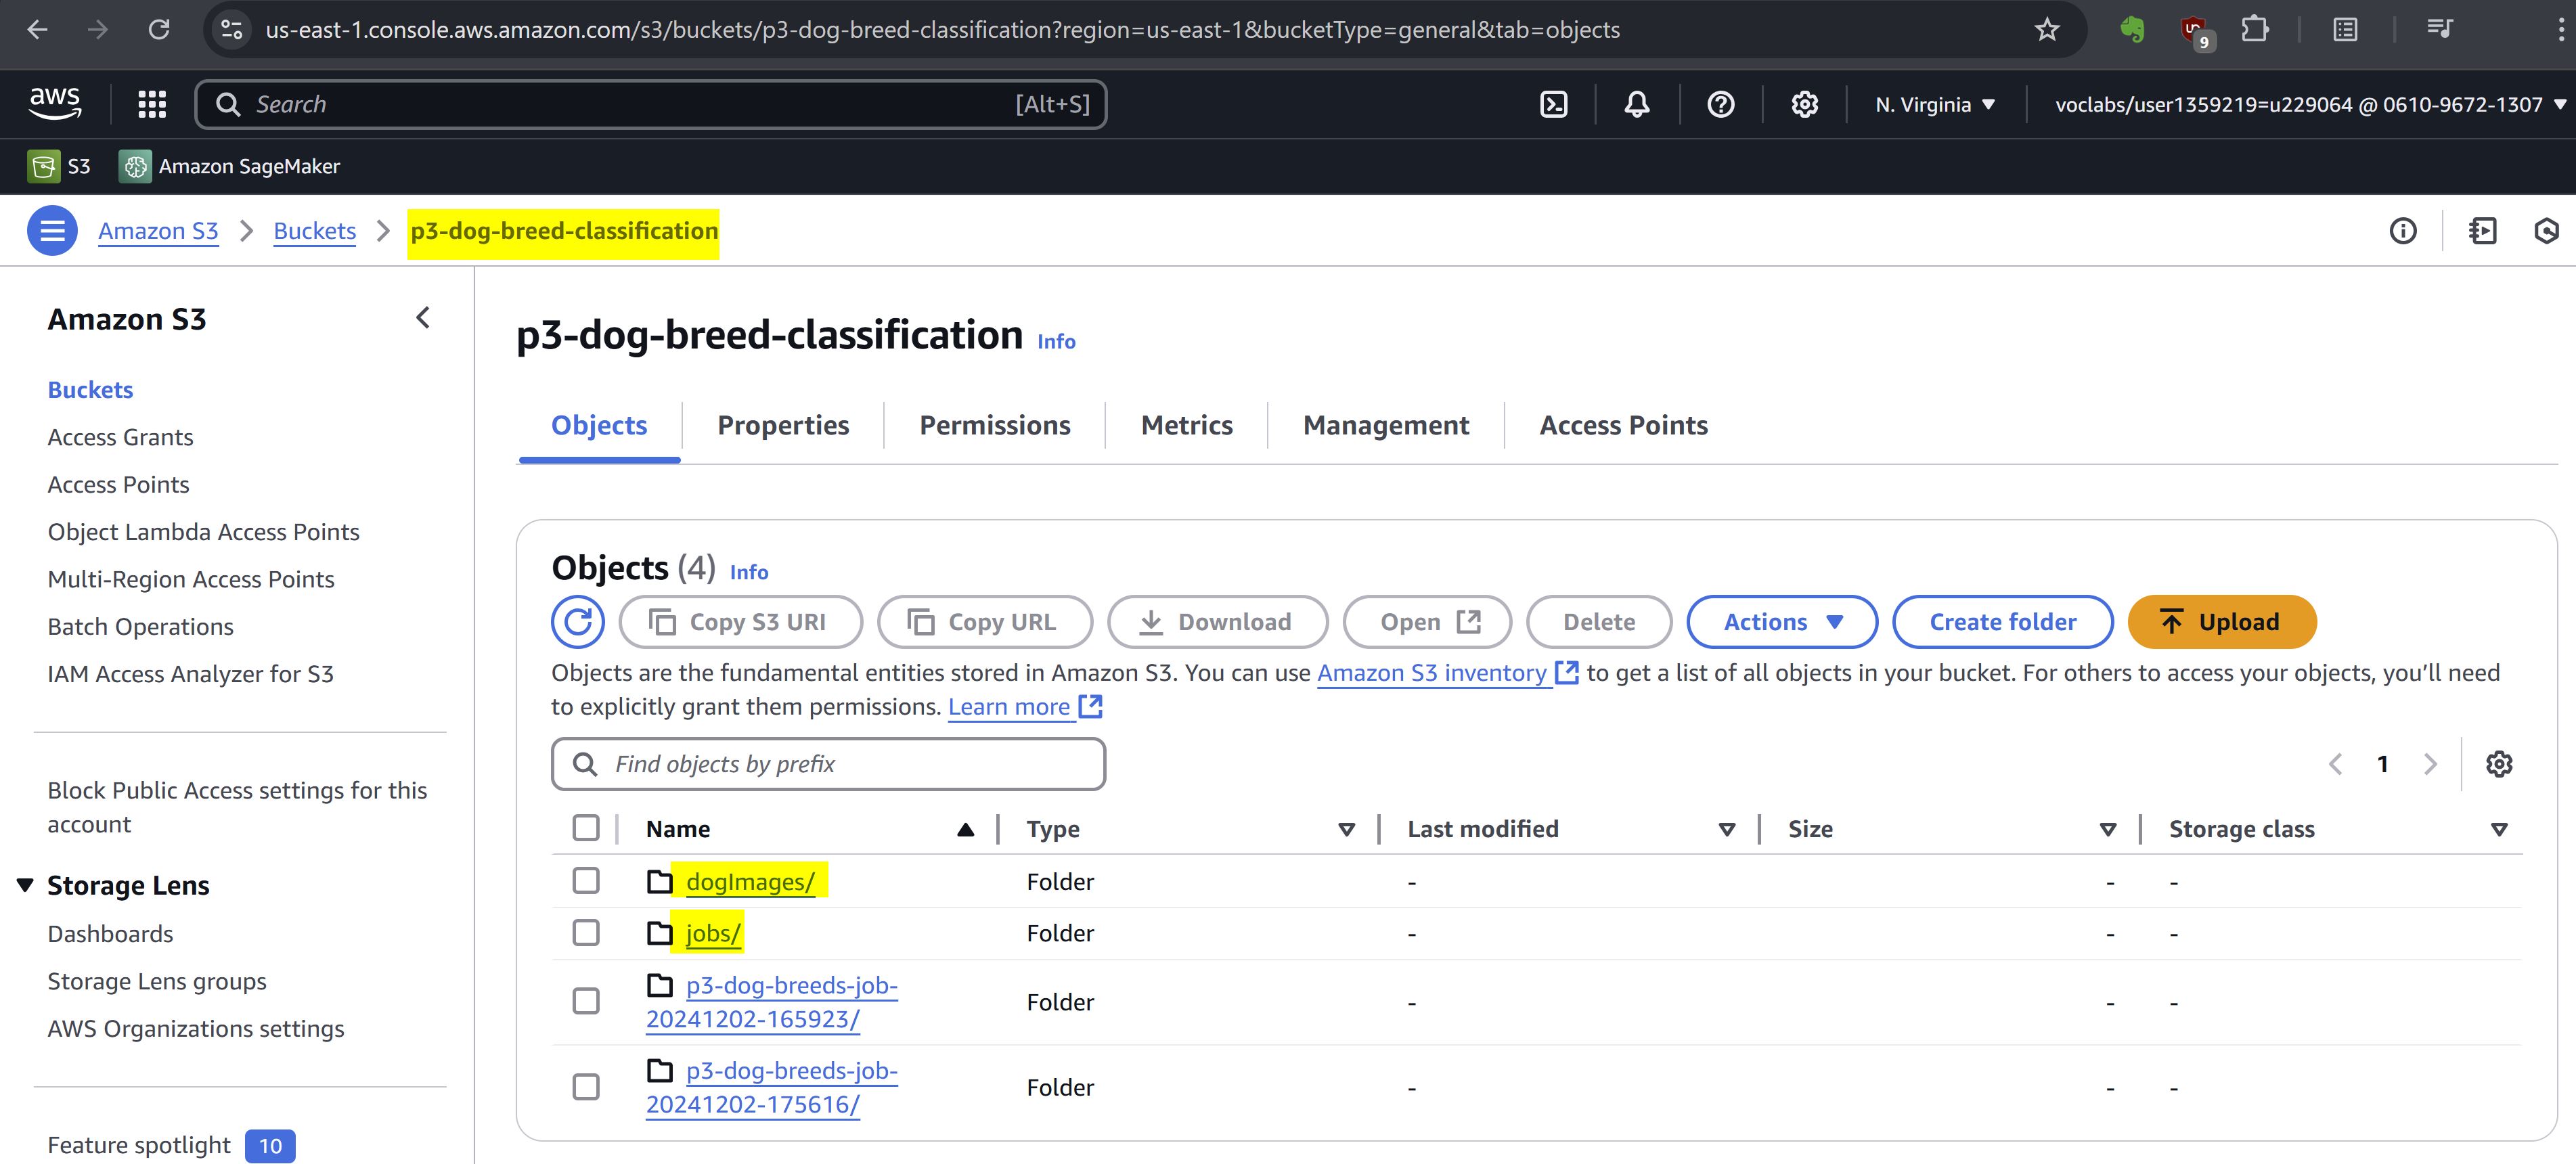 us-east-1.console.aws.amazon.com/s3/buckets/p3-dog-breed-classification?region=us-east-1&bucketType=general&tab=objects
9
aws
Search
[Alt+S]
N. Virginia
voclabs/user1359219=u229064 @ 0610-9672-1307
S3
Amazon SageMaker
Amazon S3
Buckets
p3-dog-breed-classification
Amazon S3
Buckets
Access Grants
Access Points
Object Lambda Access Points
Multi-Region Access Points
Batch Operations
IAM Access Analyzer for S3
Block Public Access settings for this
account
Storage Lens
Dashboards
Storage Lens groups
AWS Organizations settings
Feature spotlight 10
p3-dog-breed-classification Info
Objects
Properties
Permissions
Metrics
Management
Access Points
Objects (4) Info
Copy S3 URI
Copy URL
Download
Open
Delete
Actions
Create folder
Upload
Objects are the fundamental entities stored in Amazon S3. You can use Amazon S3 inventory to get a list of all objects in your bucket. For others to access your objects, you’ll need
to explicitly grant them permissions. Learn more
Find objects by prefix
1
Name Type Last modified Size Storage class
dogImages/ Folder - - -
jobs/ Folder - - -
p3-dog-breeds-job-
20241202-165923/ Folder - - -
p3-dog-breeds-job-
20241202-175616/ Folder - - -